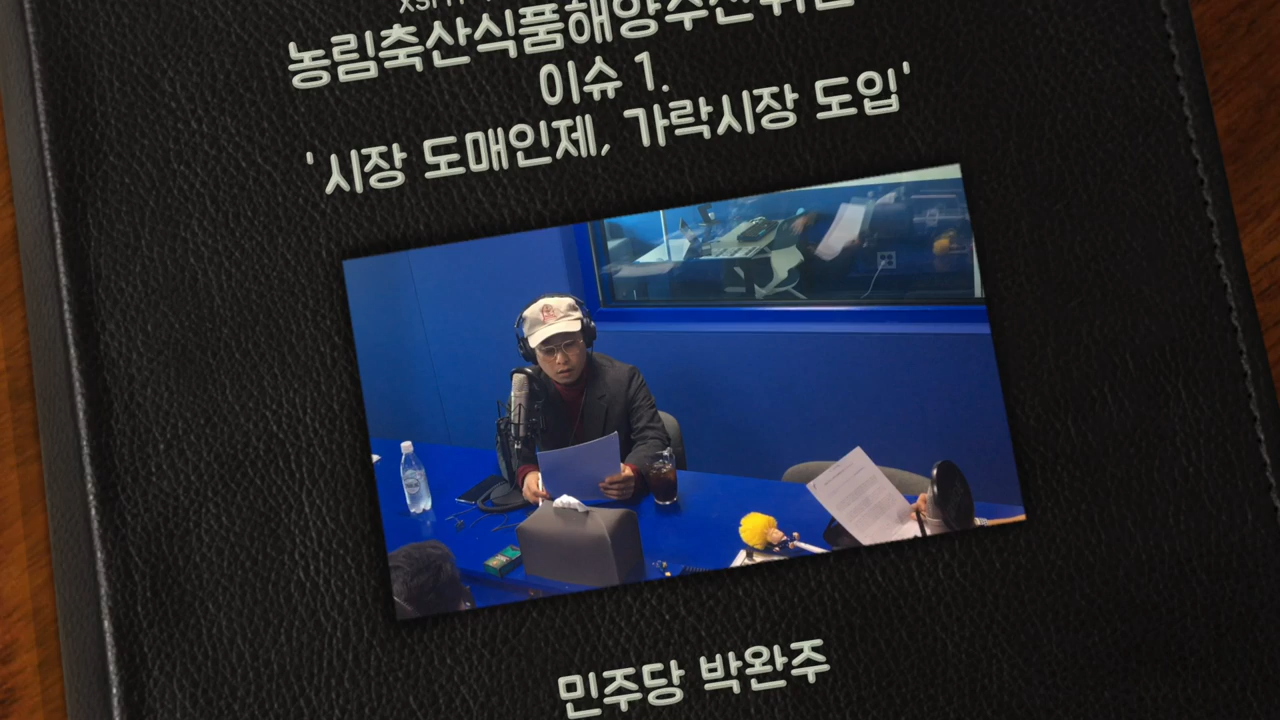 농림축산식품해양수산위원
이슈 1.
'시장 도매인제, 가락시장 도입'
민주당 박완주